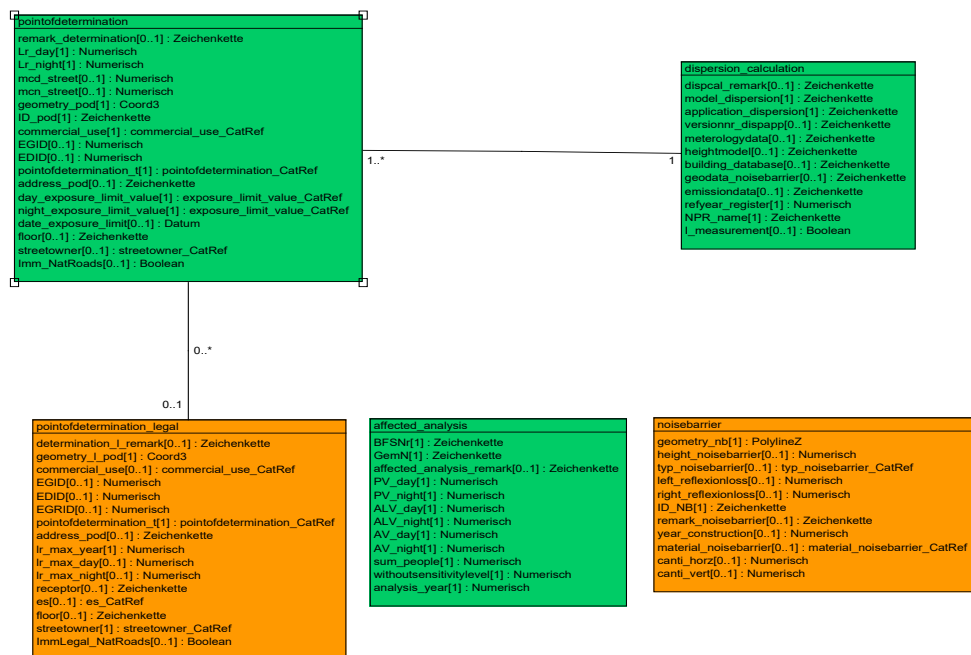 pointofdetermination
remark_determination[0..1] : Zeichenkette
Lr_day[1] : Numerisch
Lr_night[1] : Numerisch
mcd_street[0..1] : Numerisch
mcn_street[0..1] : Numerisch
geometry_pod[1] : Coord3
ID_pod[1] : Zeichenkette
commercial_use[1] : commercial_use_CatRef
EGID[0..1] : Numerisch
EDID[0..1] : Numerisch
pointofdetermination_t[1] : pointofdetermination_CatRef
address_pod[0..1] : Zeichenkette
day_exposure_limit_value[1] : exposure_limit_value_CatRef
night_exposure_limit_value[1] : exposure_limit_value_CatRef
date_exposure_limit[0..1] : Datum
floor[0..1] : Zeichenkette
streetowner[0..1] : streetowner_CatRef
Imm_NatRoads[0..1] : Boolean
1..*
1
dispersion_calculation
dispcal_remark[0..1] : Zeichenkette
model_dispersion[1] : Zeichenkette
application_dispersion[1] : Zeichenkette
versionnr_dispapp[0..1] : Zeichenkette
meterologydata[0..1] : Zeichenkette
heightmodel[0..1] : Zeichenkette
building_database[0..1] : Zeichenkette
geodata_noisebarrier[0..1] : Zeichenkette
emissiondata[0..1] : Zeichenkette
refyear_register[1] : Numerisch
NPR_name[1] : Zeichenkette
I_measurement[0..1] : Boolean
0..*
0..1
pointofdetermination_legal
determination_l_remark[0..1] : Zeichenkette
geometry_l_pod[1] : Coord3
commercial_use[0..1] : commercial_use_CatRef
EGID[0..1] : Numerisch
EDID[0..1] : Numerisch
EGRID[0..1] : Numerisch
pointofdetermination_t[1] : pointofdetermination_CatRef
address_pod[0..1] : Zeichenkette
lr_max_year[1] : Numerisch
lr_max_day[0..1] : Numerisch
lr_max_night[0..1] : Numerisch
receptor[0..1] : Zeichenkette
es[0..1] : es_CatRef
floor[0..1] : Zeichenkette
streetowner[1] : streetowner_CatRef
ImmLegal_NatRoads[0..1] : Boolean
affected_analysis
BFSNr[1] : Zeichenkette
GemN[1] : Zeichenkette
affected_analysis_remark[0..1] : Zeichenkette
PV_day[1] : Numerisch
PV_night[1] : Numerisch
ALV_day[1] : Numerisch
ALV_night[1] : Numerisch
AV_day[1] : Numerisch
AV_night[1] : Numerisch
sum_people[1] : Numerisch
withoutsensitivitylevel[1] : Numerisch
analysis_year[1] : Numerisch
noisebarrier
geometry_nb[1] : PolylineZ
height_noisebarrier[0..1] : Numerisch
typ_noisebarrier[0..1] : typ_noisebarrier_CatRef
left_reflexionloss[0..1] : Numerisch
right_reflexionloss[0..1] : Numerisch
ID_NB[1] : Zeichenkette
remark_noisebarrier[0..1] : Zeichenkette
year_construction[0..1] : Numerisch
material_noisebarrier[0..1] : material_noisebarrier_CatRef
canti_horz[0..1] : Numerisch
canti_vert[0..1] : Numerisch